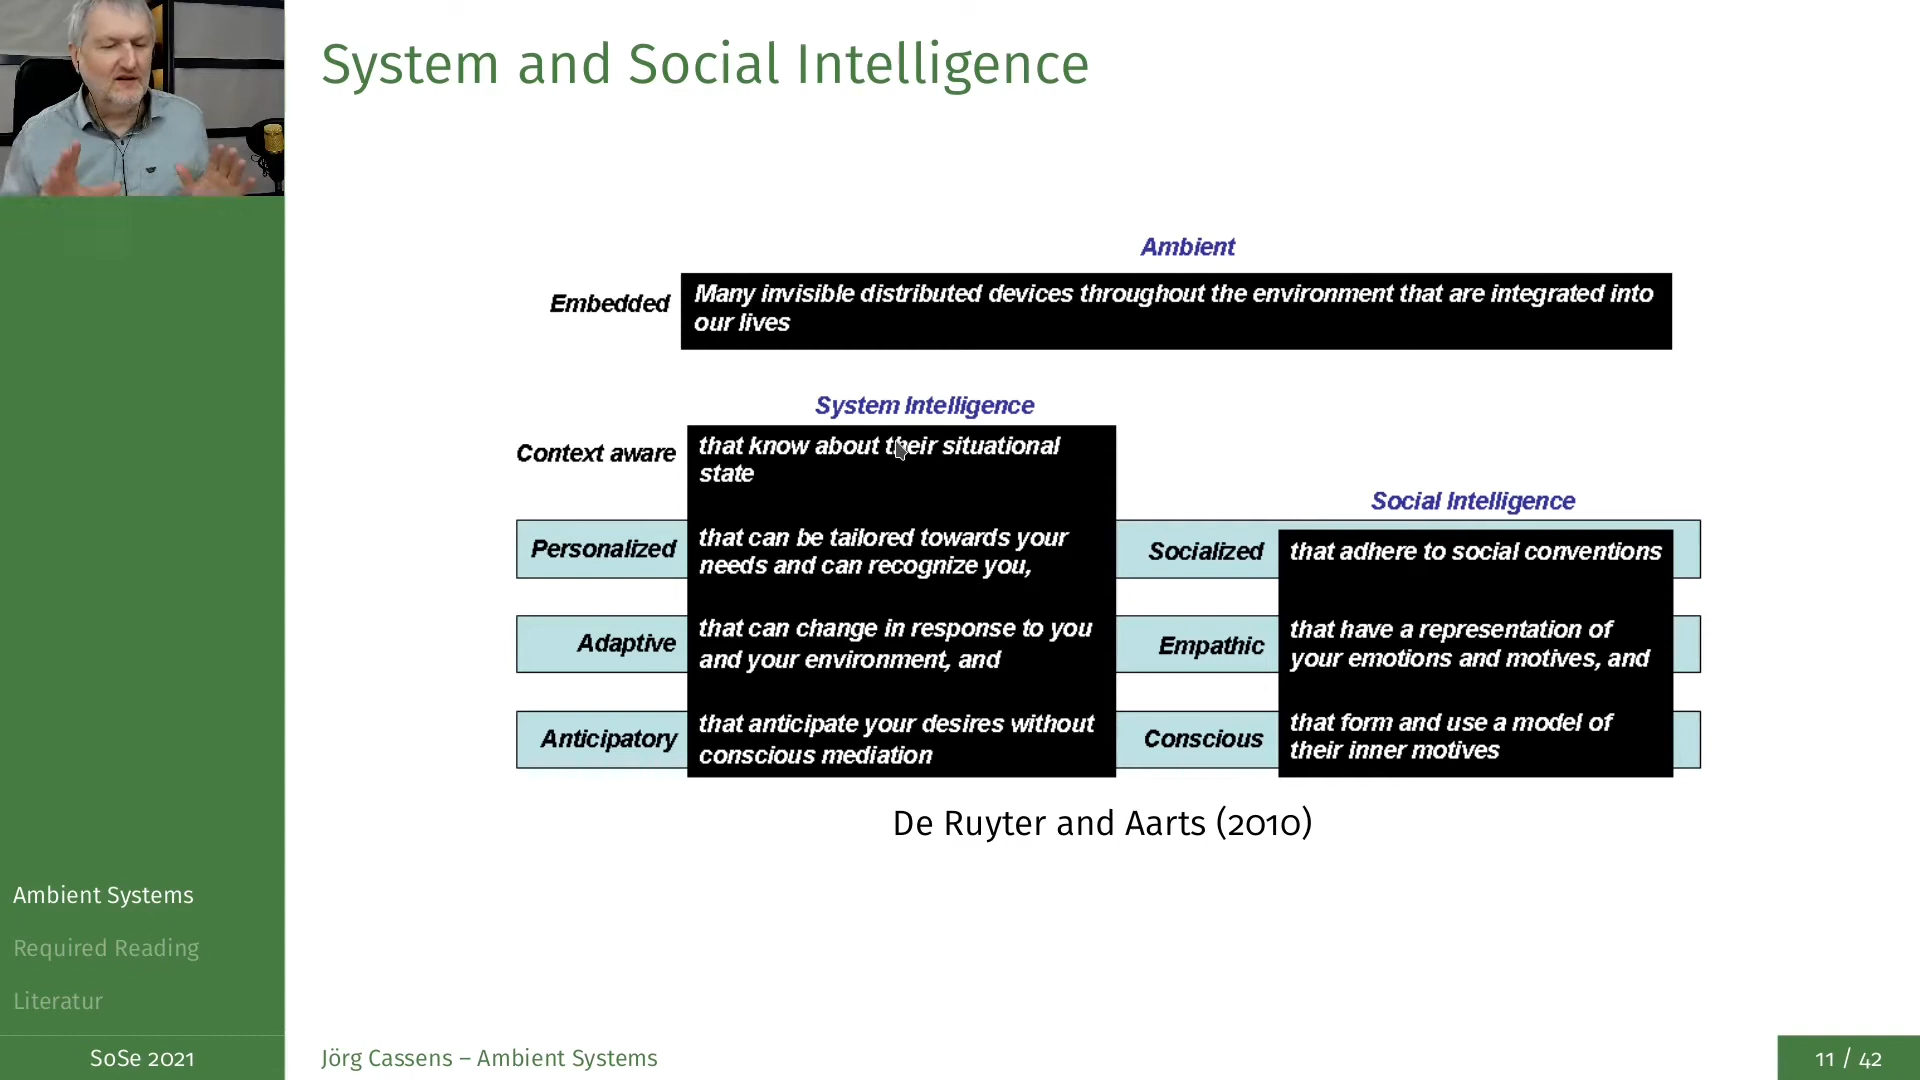 System and Social Intelligence
Ambient
Embedded
Many invisible distributed devices throughout the environment that are integrated into
our lives
System Intelligence
Context aware
that know about their situational
state
Personalized
that can be tailored towards your
needs and can recognize you,
Adaptive
that can change in response to you
and your environment, and
Anticipatory
that anticipate your desires without
conscious mediation
Social Intelligence
Socialized
that adhere to social conventions
Empathic
that have a representation of
your emotions and motives, and
Conscious
that form and use a model of
their inner motives
De Ruyter and Aarts (2010)
Ambient Systems
Required Reading
Literatur
SoSe 2021
Jörg Cassens – Ambient Systems
11 / 42